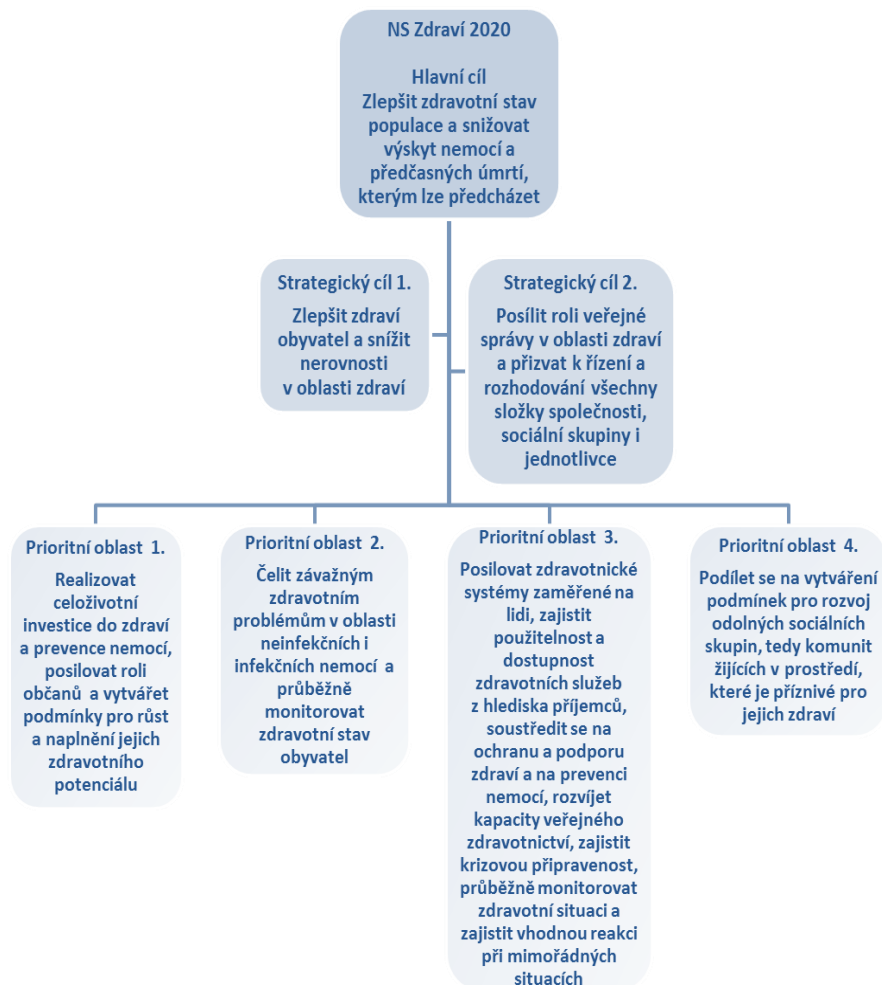 NS Zdraví 2020
Hlavní cíl
Zlepšit zdravotní stav
populace a snižovat
výskyt nemocí a
předčasných úmrtí,
kterým lze předcházet
Strategický cíl 1.
Zlepšit zdraví
obyvatel a snížit
nerovnosti
v oblasti zdraví
Strategický cíl 2.
Posílit roli veřejné
správy v oblasti zdraví
a přizvat k řízení a
rozhodování všechny
složky společnosti,
sociální skupiny i
jednotlivce
Prioritní oblast 1.
Realizovat
celoživotní
investice do zdraví
a prevence nemocí,
posilovat roli
občanů a vytvářet
podmínky pro růst
a naplnění jejich
zdravotního
potenciálu
Prioritní oblast 2.
Čelit závažným
zdravotním
problémům v oblasti
neinfekčních i
infekčních nemocí a
průběžně
monitorovat
zdravotní stav
obyvatel
Prioritní oblast 3.
Posilovat zdravotnické
systémy zaměřené na
lidi, zajistit
použitelnost a
dostupnost
zdravotních služeb
z hlediska příjemců,
soustředit se na
ochranu a podporu
zdraví a na prevenci
nemocí, rozvíjet
kapacity veřejného
zdravotnictví, zajistit
krizovou připravenost,
průběžně monitorovat
zdravotní situaci a
zajistit vhodnou reakci
při mimořádných
situacích
Prioritní oblast 4.
Podílet se na vytváření
podmínek pro rozvoj
odolných sociálních
skupin, tedy komunit
žijících v prostředí,
které je příznivé pro
jejich zdraví